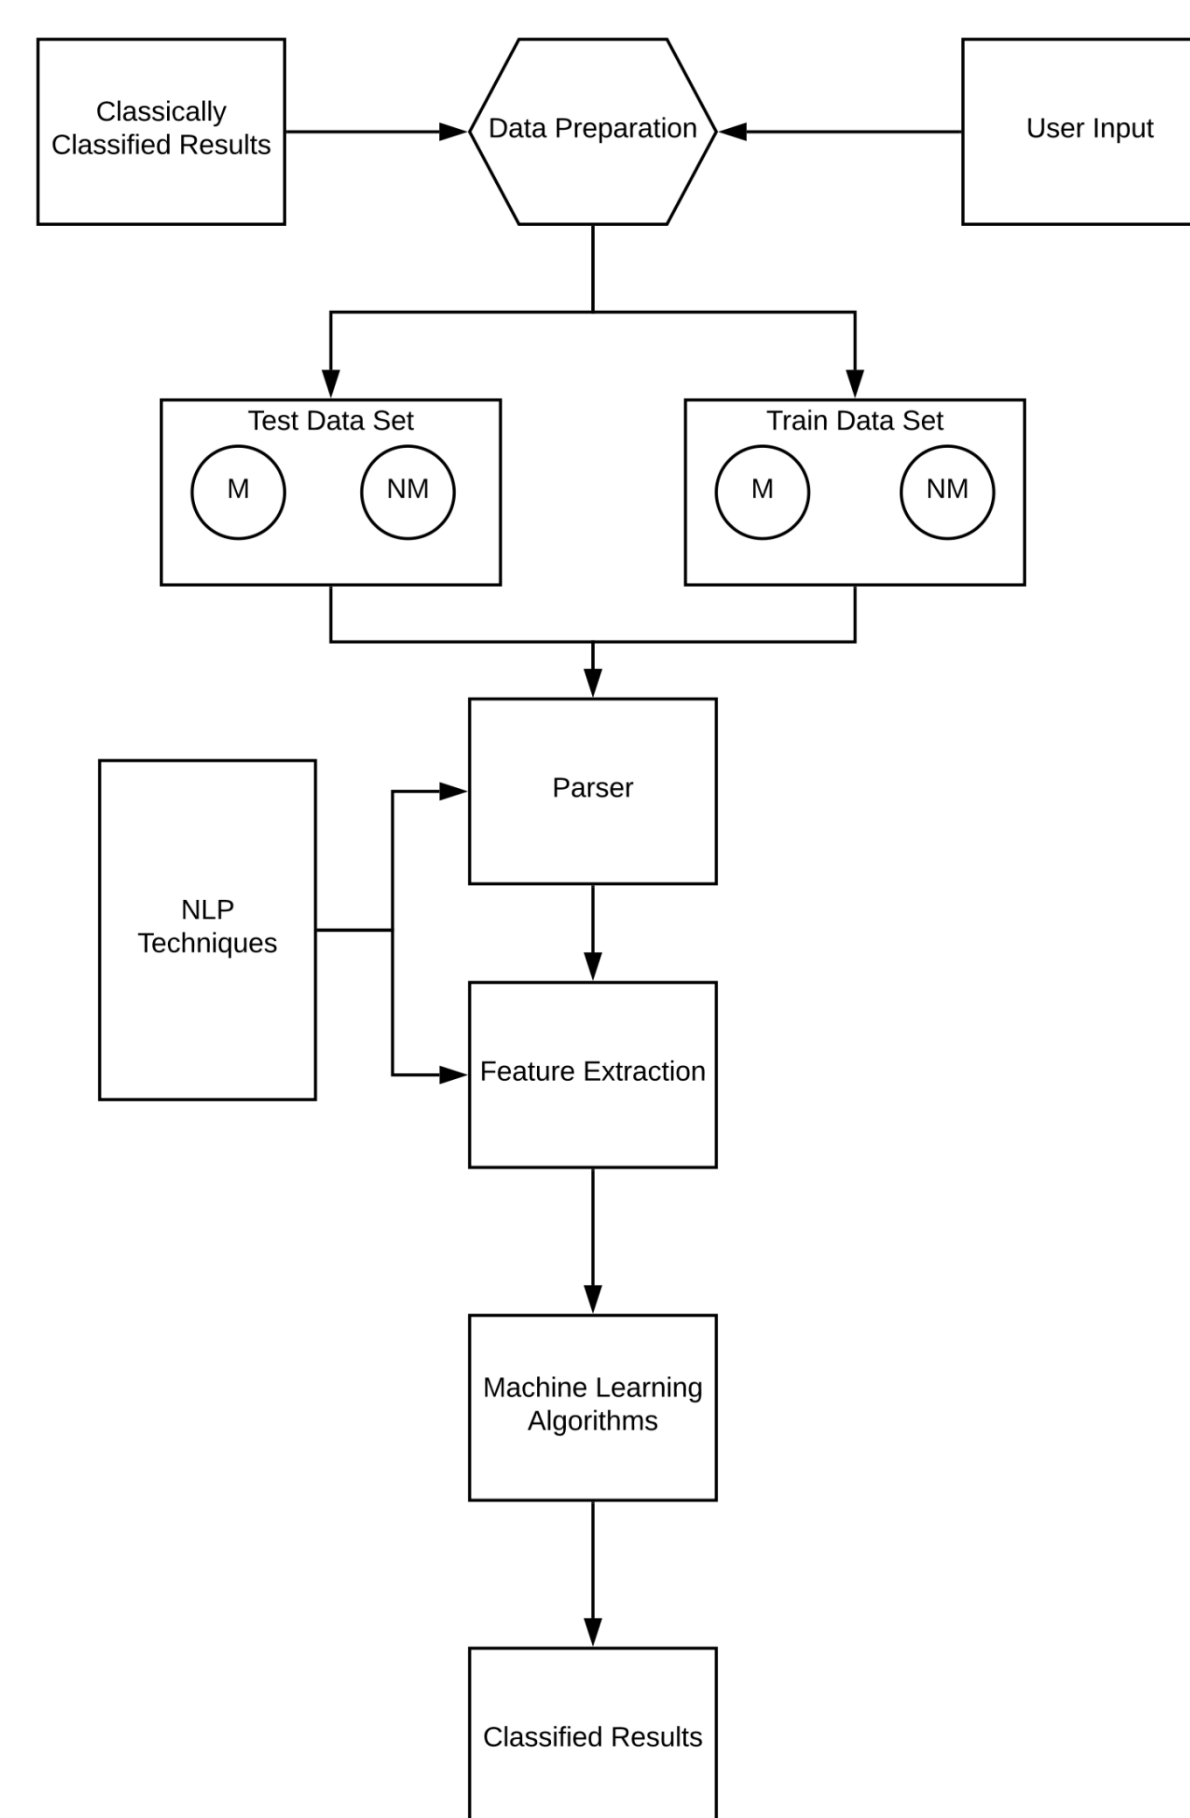 Classically
Classified Results
Data Preparation
User Input
Test Data Set
M
NM
Train Data Set
M
NM
Parser
NLP
Techniques
Feature Extraction
Machine Learning
Algorithms
Classified Results